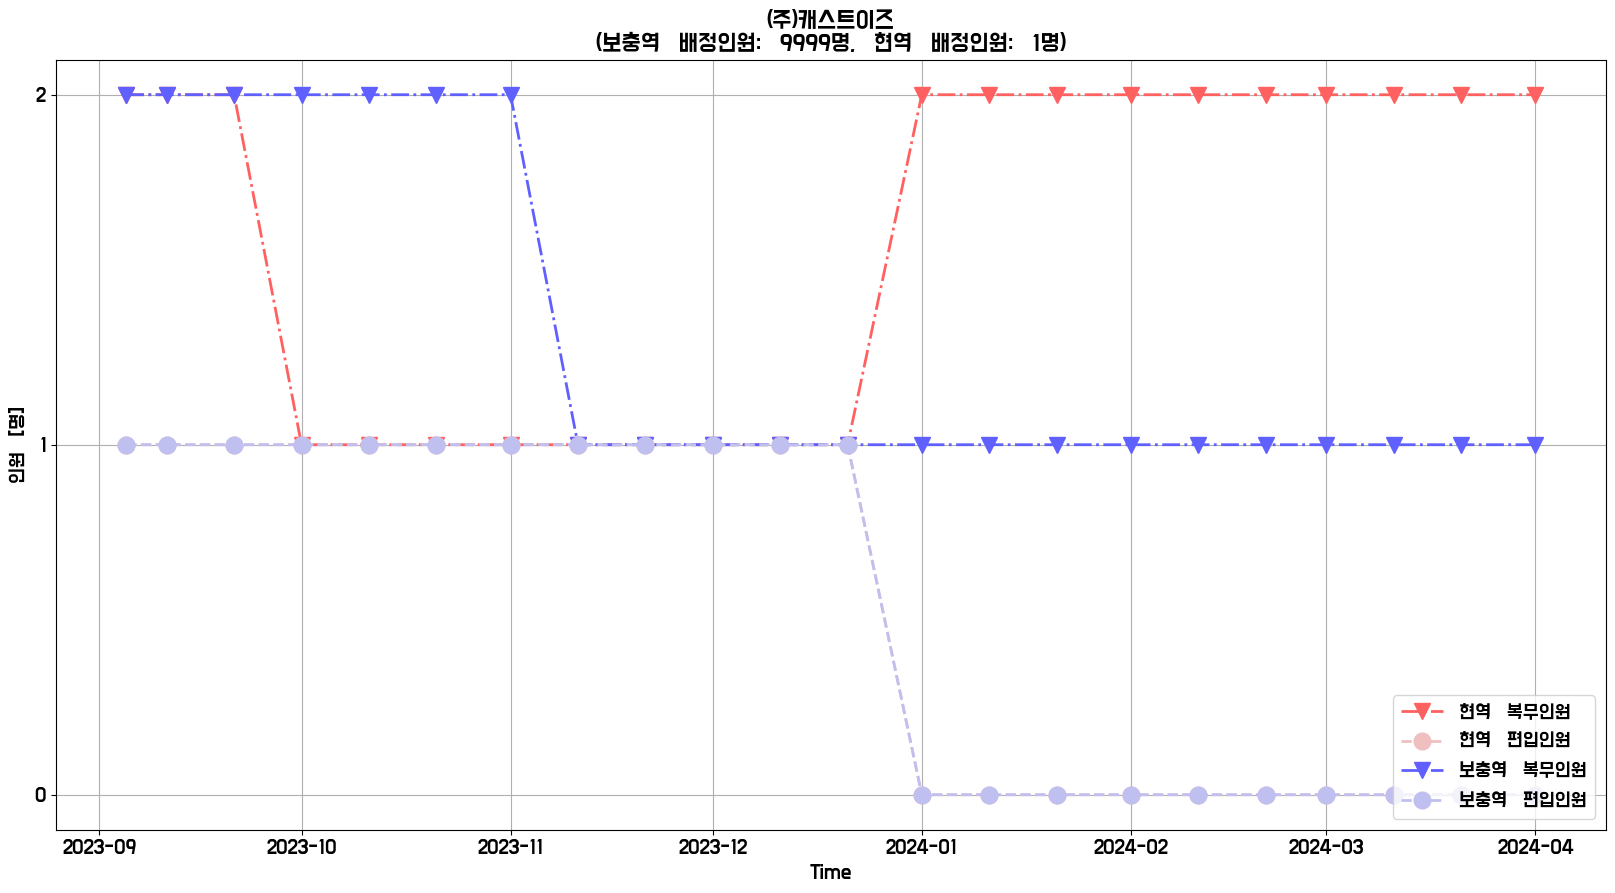 (주)캐스트이즈
(보충역 배정인원: 9999명, 현역 배정인원: 1명)
인원 [명]
2
1
0
2023-09 2023-10 2023-11 2023-12 2024-01 2024-02 2024-03 2024-04
Time
현역 복무인원
현역 편입인원
보충역 복무인원
보충역 편입인원